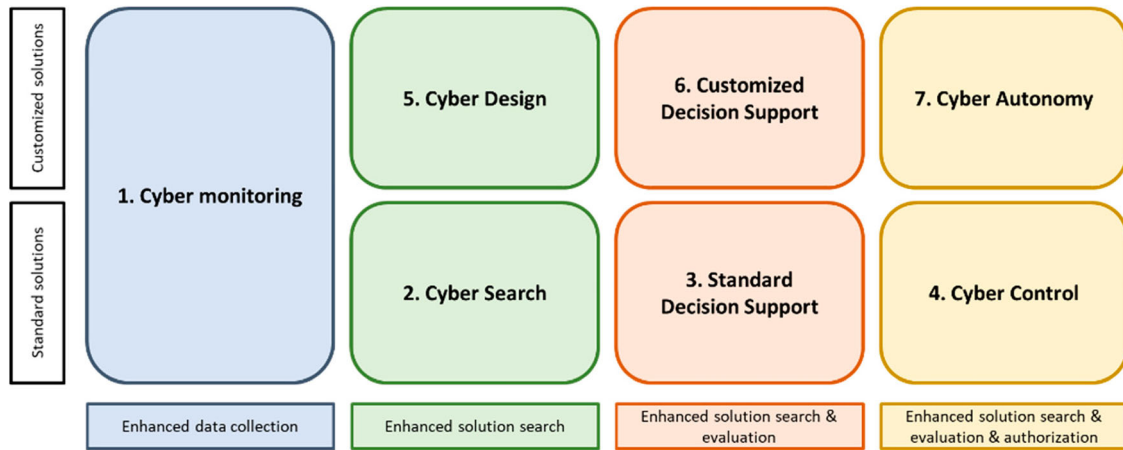 Customized solutions
5. Cyber Design
6. Customized
Decision Support
7. Cyber Autonomy
1. Cyber monitoring
Standard solutions
2. Cyber Search
3. Standard
Decision Support
4. Cyber Control
Enhanced data collection
Enhanced solution search
Enhanced solution search &
evaluation
Enhanced solution search &
evaluation & authorization